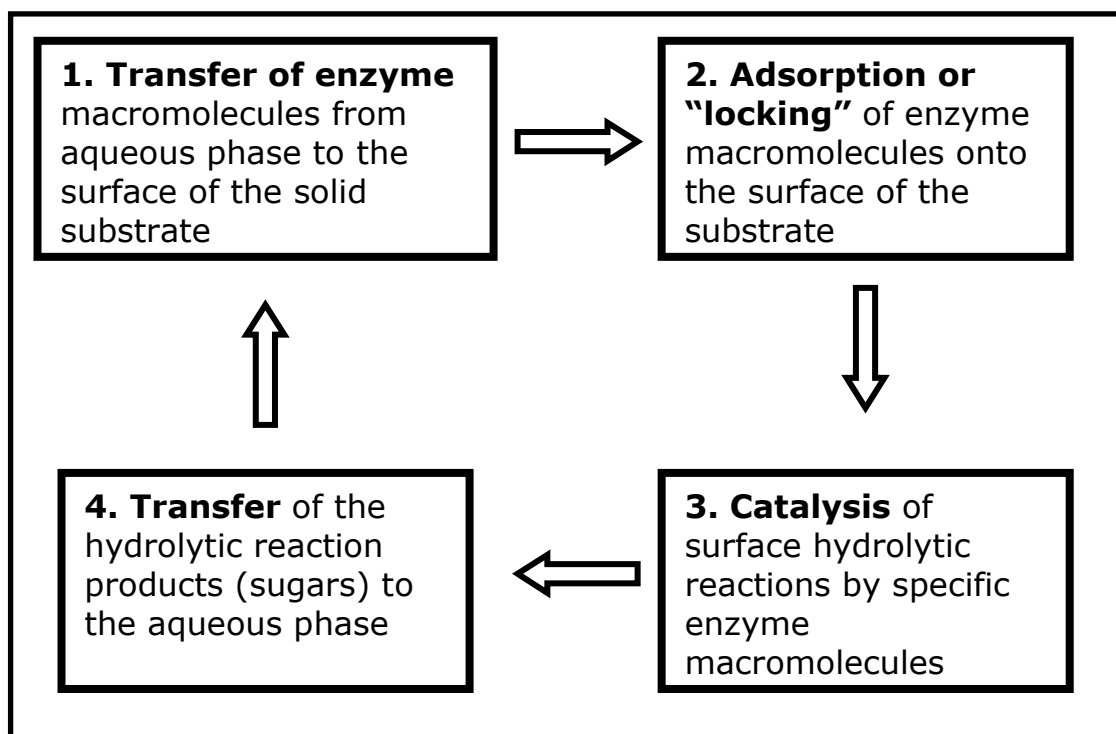 1. Transfer of enzyme
macromolecules from
aqueous phase to the
surface of the solid
substrate
2. Adsorption or
“locking” of enzyme
macromolecules onto
the surface of the
substrate
3. Catalysis of
surface hydrolytic
reactions by specific
enzyme
macromolecules
4. Transfer of the
hydrolytic reaction
products (sugars) to
the aqueous phase